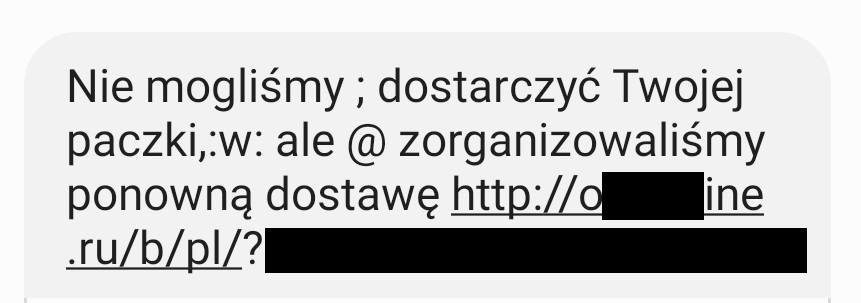 Nie mogliśmy ; dostarczyć Twojej
paczki,:w: ale @ zorganizowaliśmy
ponowną dostawę http://o ine
.ru/b/pl/?